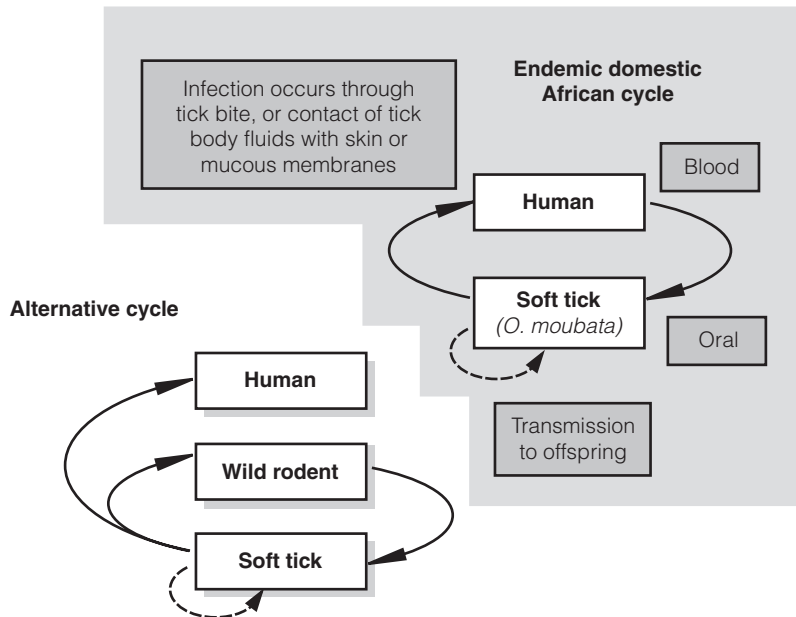 Infection occurs through
tick bite, or contact of tick
body fluids with skin or
mucous membranes
Endemic domestic
African cycle
Blood
Human
Soft tick
(O. moubata)
Oral
Transmission
to offspring
Alternative cycle
Human
Wild rodent
Soft tick